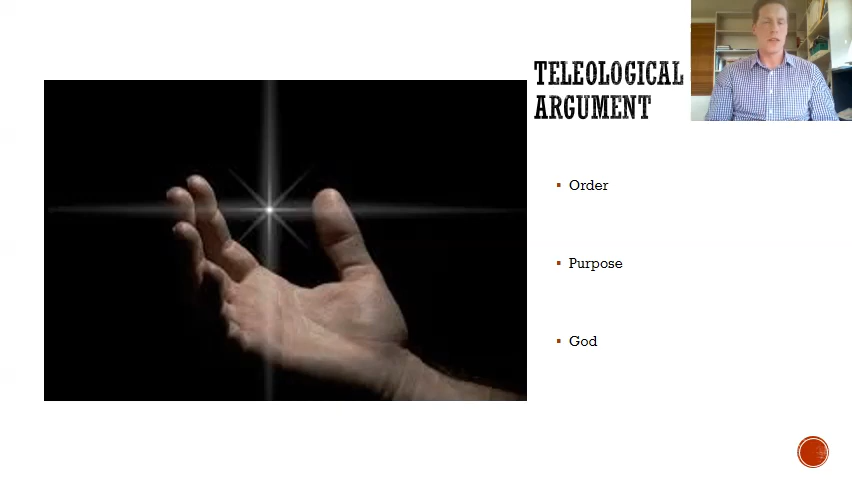 TELEOLOGICAL
ARGUMENT
Order
Purpose
God